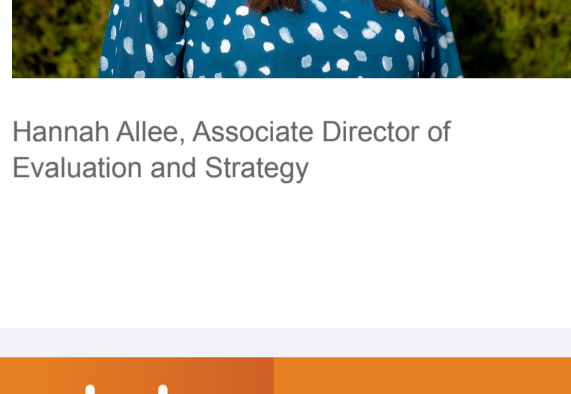 Hannah Allee, Associate Director of
Evaluation and Strategy